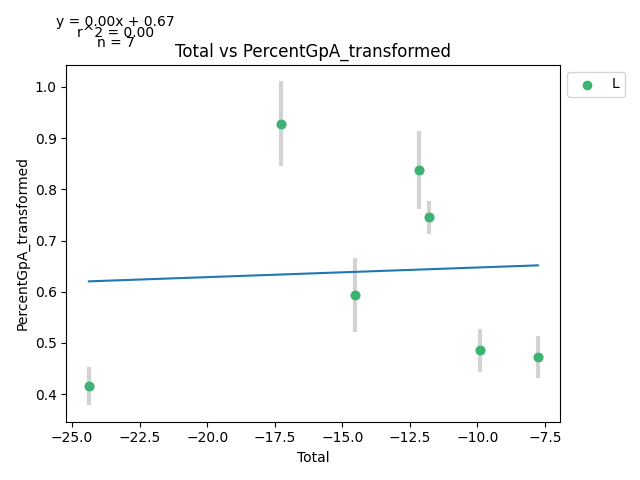 y = 0.00x + 0.67
r^2 = 0.00
n = 7
Total vs PercentGpA_transformed
L
PercentGpA_transformed
1.0
0.9
0.8
0.7
0.6
0.5
0.4
−25.0 −22.5 −20.0 −17.5 −15.0 −12.5 −10.0 −7.5
Total